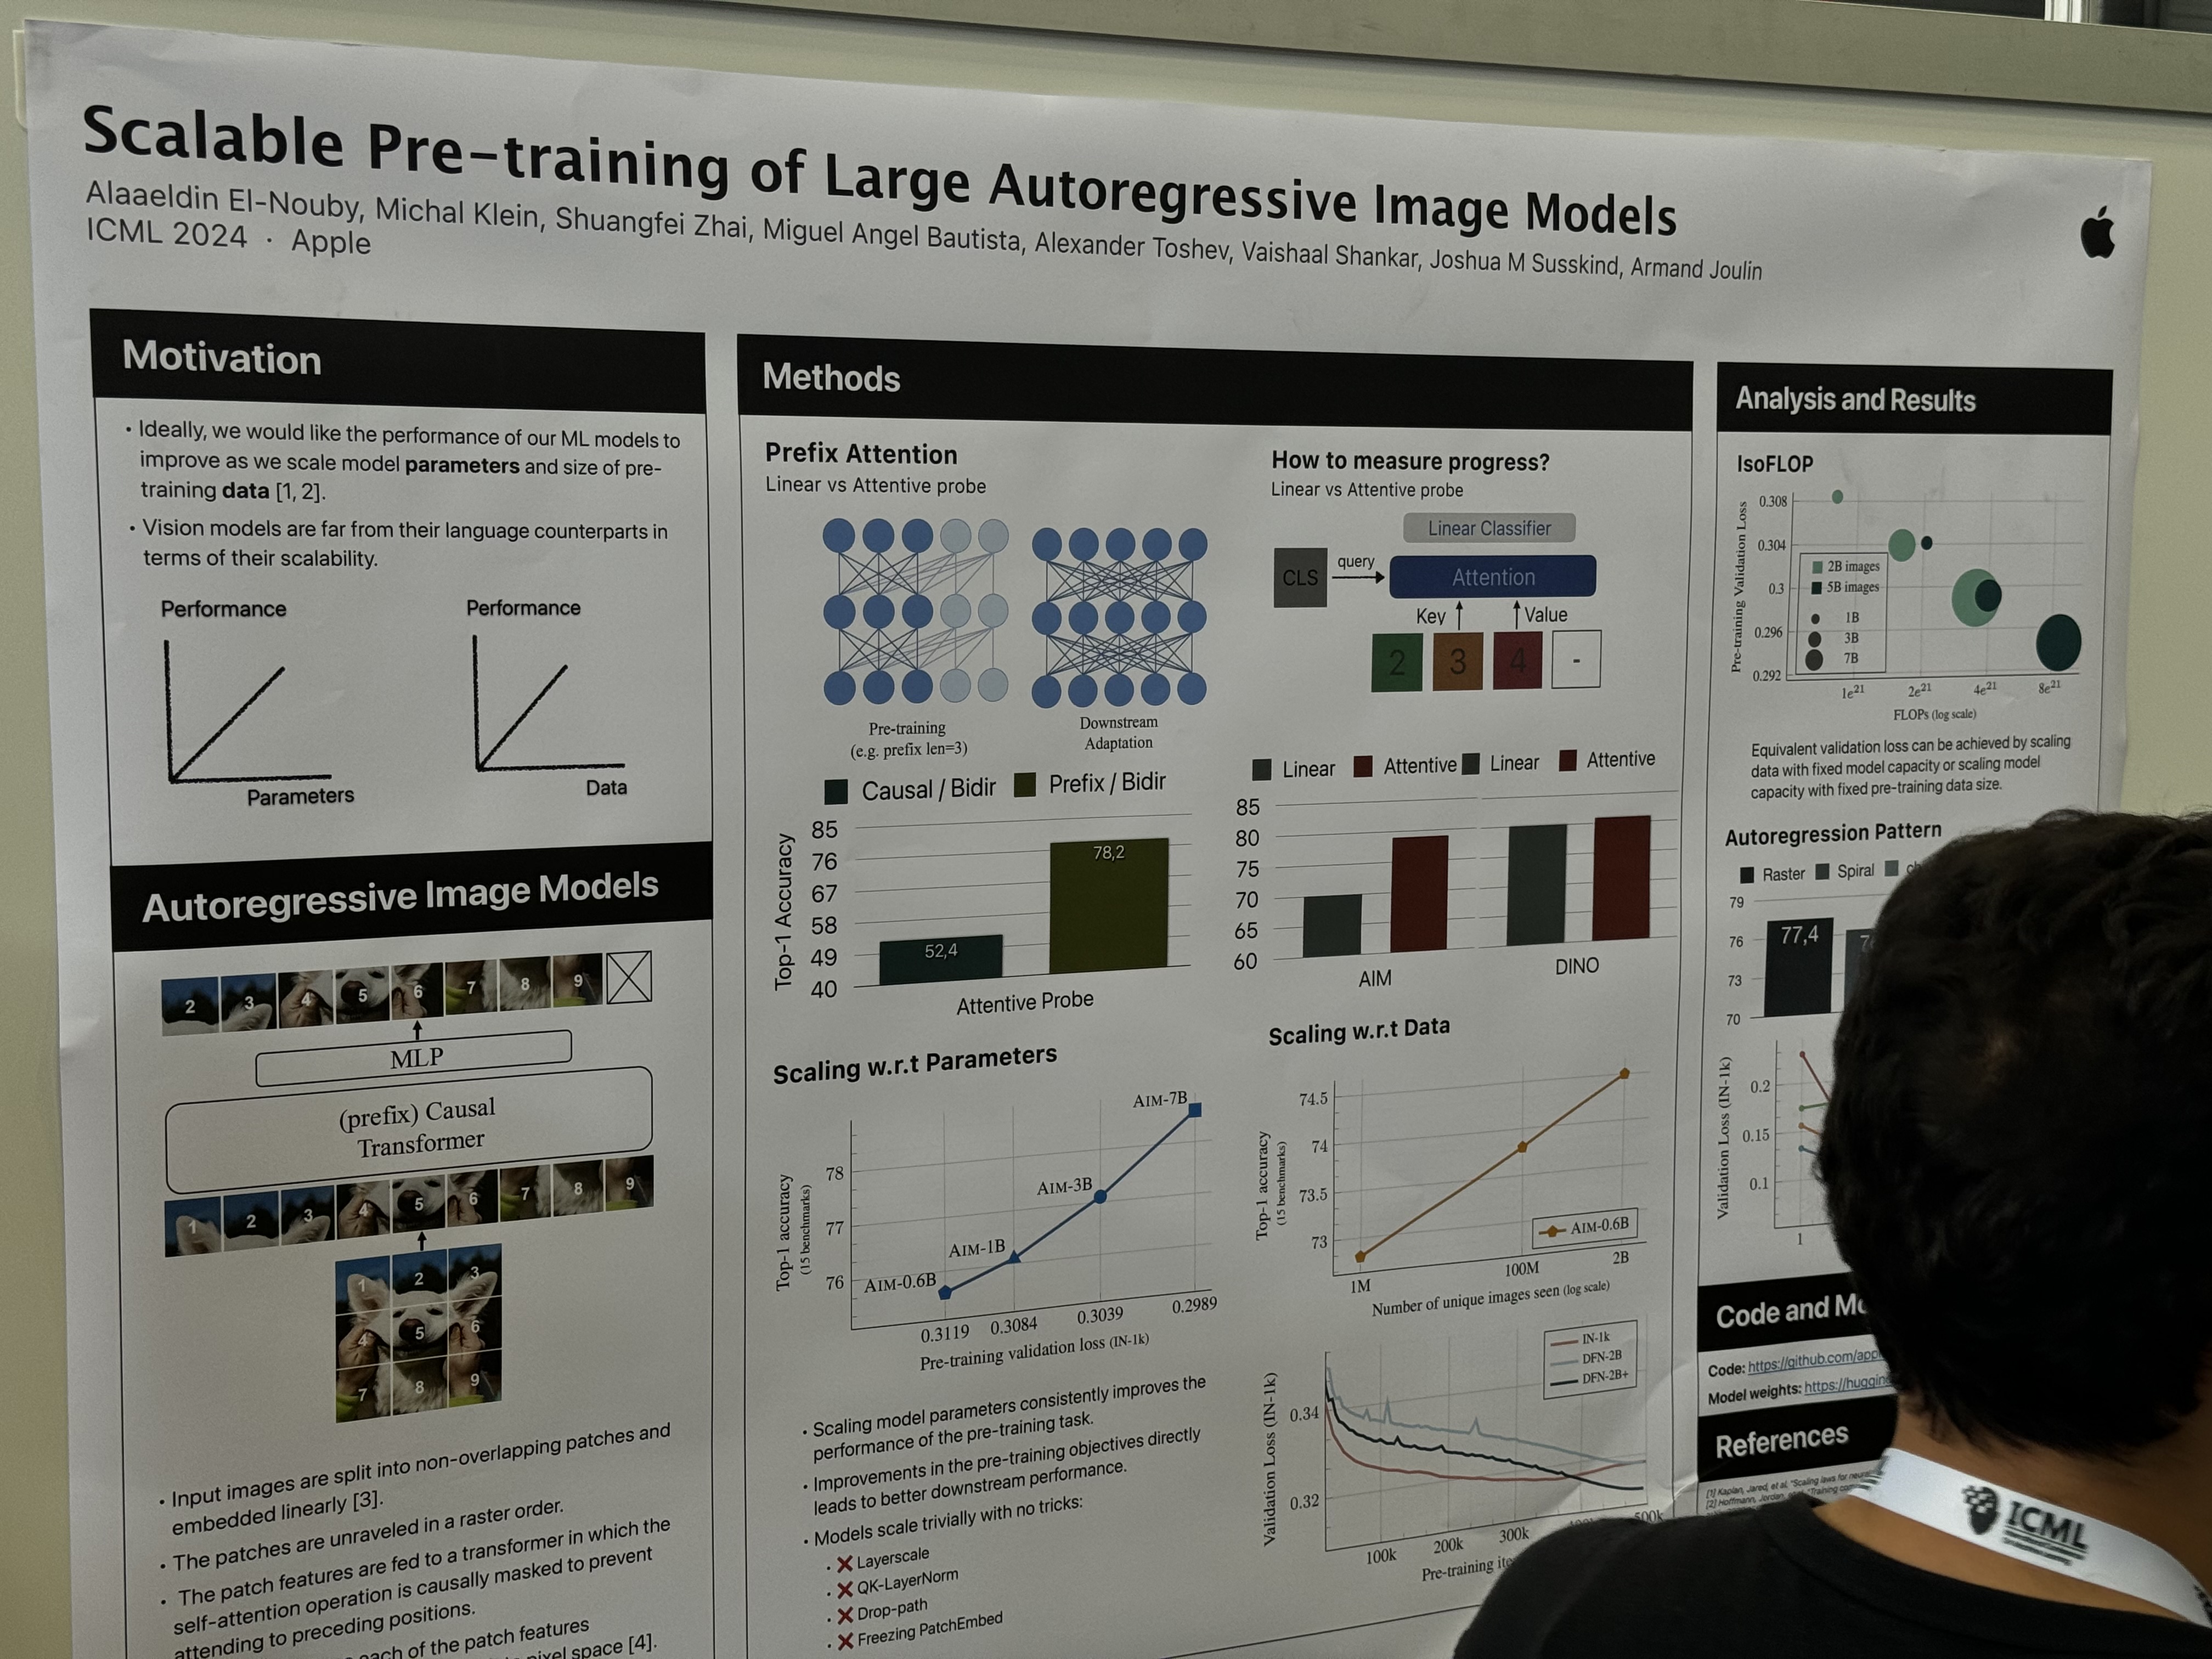 Scalable Pre-training of Large Autoregressive Image Models
Alaaeldin El-Nouby, Michal Klein, Shuangfei Zhai, Miguel Angel Bautista, Alexander Toshev, Vaishaal Shankar, Joshua M Susskind, Armand Joulin
ICML 2024 · Apple
Motivation
• Ideally, we would like the performance of our ML models to
improve as we scale model parameters and size of pre-
training data [1, 2].
• Vision models are far from their language counterparts in
terms of their scalability.
Performance
Parameters
Performance
Data
Autoregressive Image Models
2 3 4 5 6 7 8 9
MLP
(prefix) Causal
Transformer
1 2 3 4 5 6 7 8 9
1 2 3
4 5 6
7 8 9
• Input images are split into non-overlapping patches and
embedded linearly [3].
• The patches are unraveled in a raster order.
• The patch features are fed to a transformer in which the
self-attention operation is causally masked to prevent
attending to preceding positions.
each of the patch features
pixel space [4].
Methods
Prefix Attention
Linear vs Attentive probe
Pre-training
(e.g. prefix len=3)
Downstream
Adaptation
Causal / Bidir Prefix / Bidir
Top-1 Accuracy
85
76
67
58
49
40
52,4
78,2
Attentive Probe
How to measure progress?
Linear vs Attentive probe
Linear Classifier
CLS
query
Attention
Key
Value
2 3 4 -
Linear Attentive Linear Attentive
85
80
75
70
65
60
AIM
DINO
Scaling w.r.t Parameters
Top-1 accuracy
(15 benchmarks)
78
77
76
AIM-7B
AIM-3B
AIM-1B
AIM-0.6B
0.3119 0.3084 0.3039 0.2989
Pre-training validation loss (IN-1k)
• Scaling model parameters consistently improves the
performance of the pre-training task.
• Improvements in the pre-training objectives directly
leads to better downstream performance.
• Models scale trivially with no tricks:
• ❌ Layerscale
• ❌ QK-LayerNorm
• ❌ Drop-path
• ❌ Freezing PatchEmbed
Scaling w.r.t Data
Top-1 accuracy
(15 benchmarks)
74.5
74
73.5
73
AIM-0.6B
1M 100M 2B
Number of unique images seen (log scale)
Validation Loss (IN-1k)
0.34
0.32
IN-1k
DFN-2B
DFN-2B+
100k 200k 300k 500k
Pre-training
Analysis and Results
IsoFLOP
Pre-training Validation Loss
0.308
0.304
0.3
0.296
0.292
2B images
5B images
1B
3B
7B
1e21 2e21 4e21 8e21
FLOPs (log scale)
Equivalent validation loss can be achieved by scaling
data with fixed model capacity or scaling model
capacity with fixed pre-training data size.
Autoregression Pattern
Raster Spiral
79
76
73
70
77,4
Validation Loss (IN-1k)
0.2
0.15
0.1
1
Code and
Code: https://github.com/app
Model weights: https://huggin
References
[1] Kaplan, Jared, et al. "Scaling laws for
[2] Hoffmann, Jordan, et al. "Training
ICML